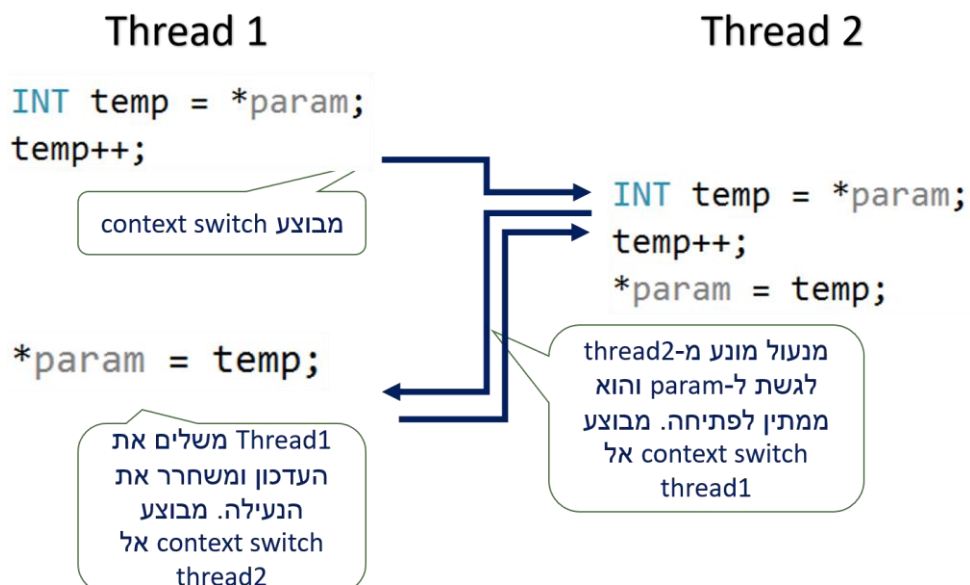 Thread 1
Thread 2
INT temp = *param;
temp++;
מבוצע context switch
INT temp = *param;
temp++;
*param = temp;
*param = temp;
מנעול מונע מ-thread2
לגשת ל-param והוא
ממתין לפתיחה. מבוצע
context switch אל
thread1
Thread1 משלים את
העדכון ומשחרר את
הנעילה. מבוצע
context switch אל
thread2